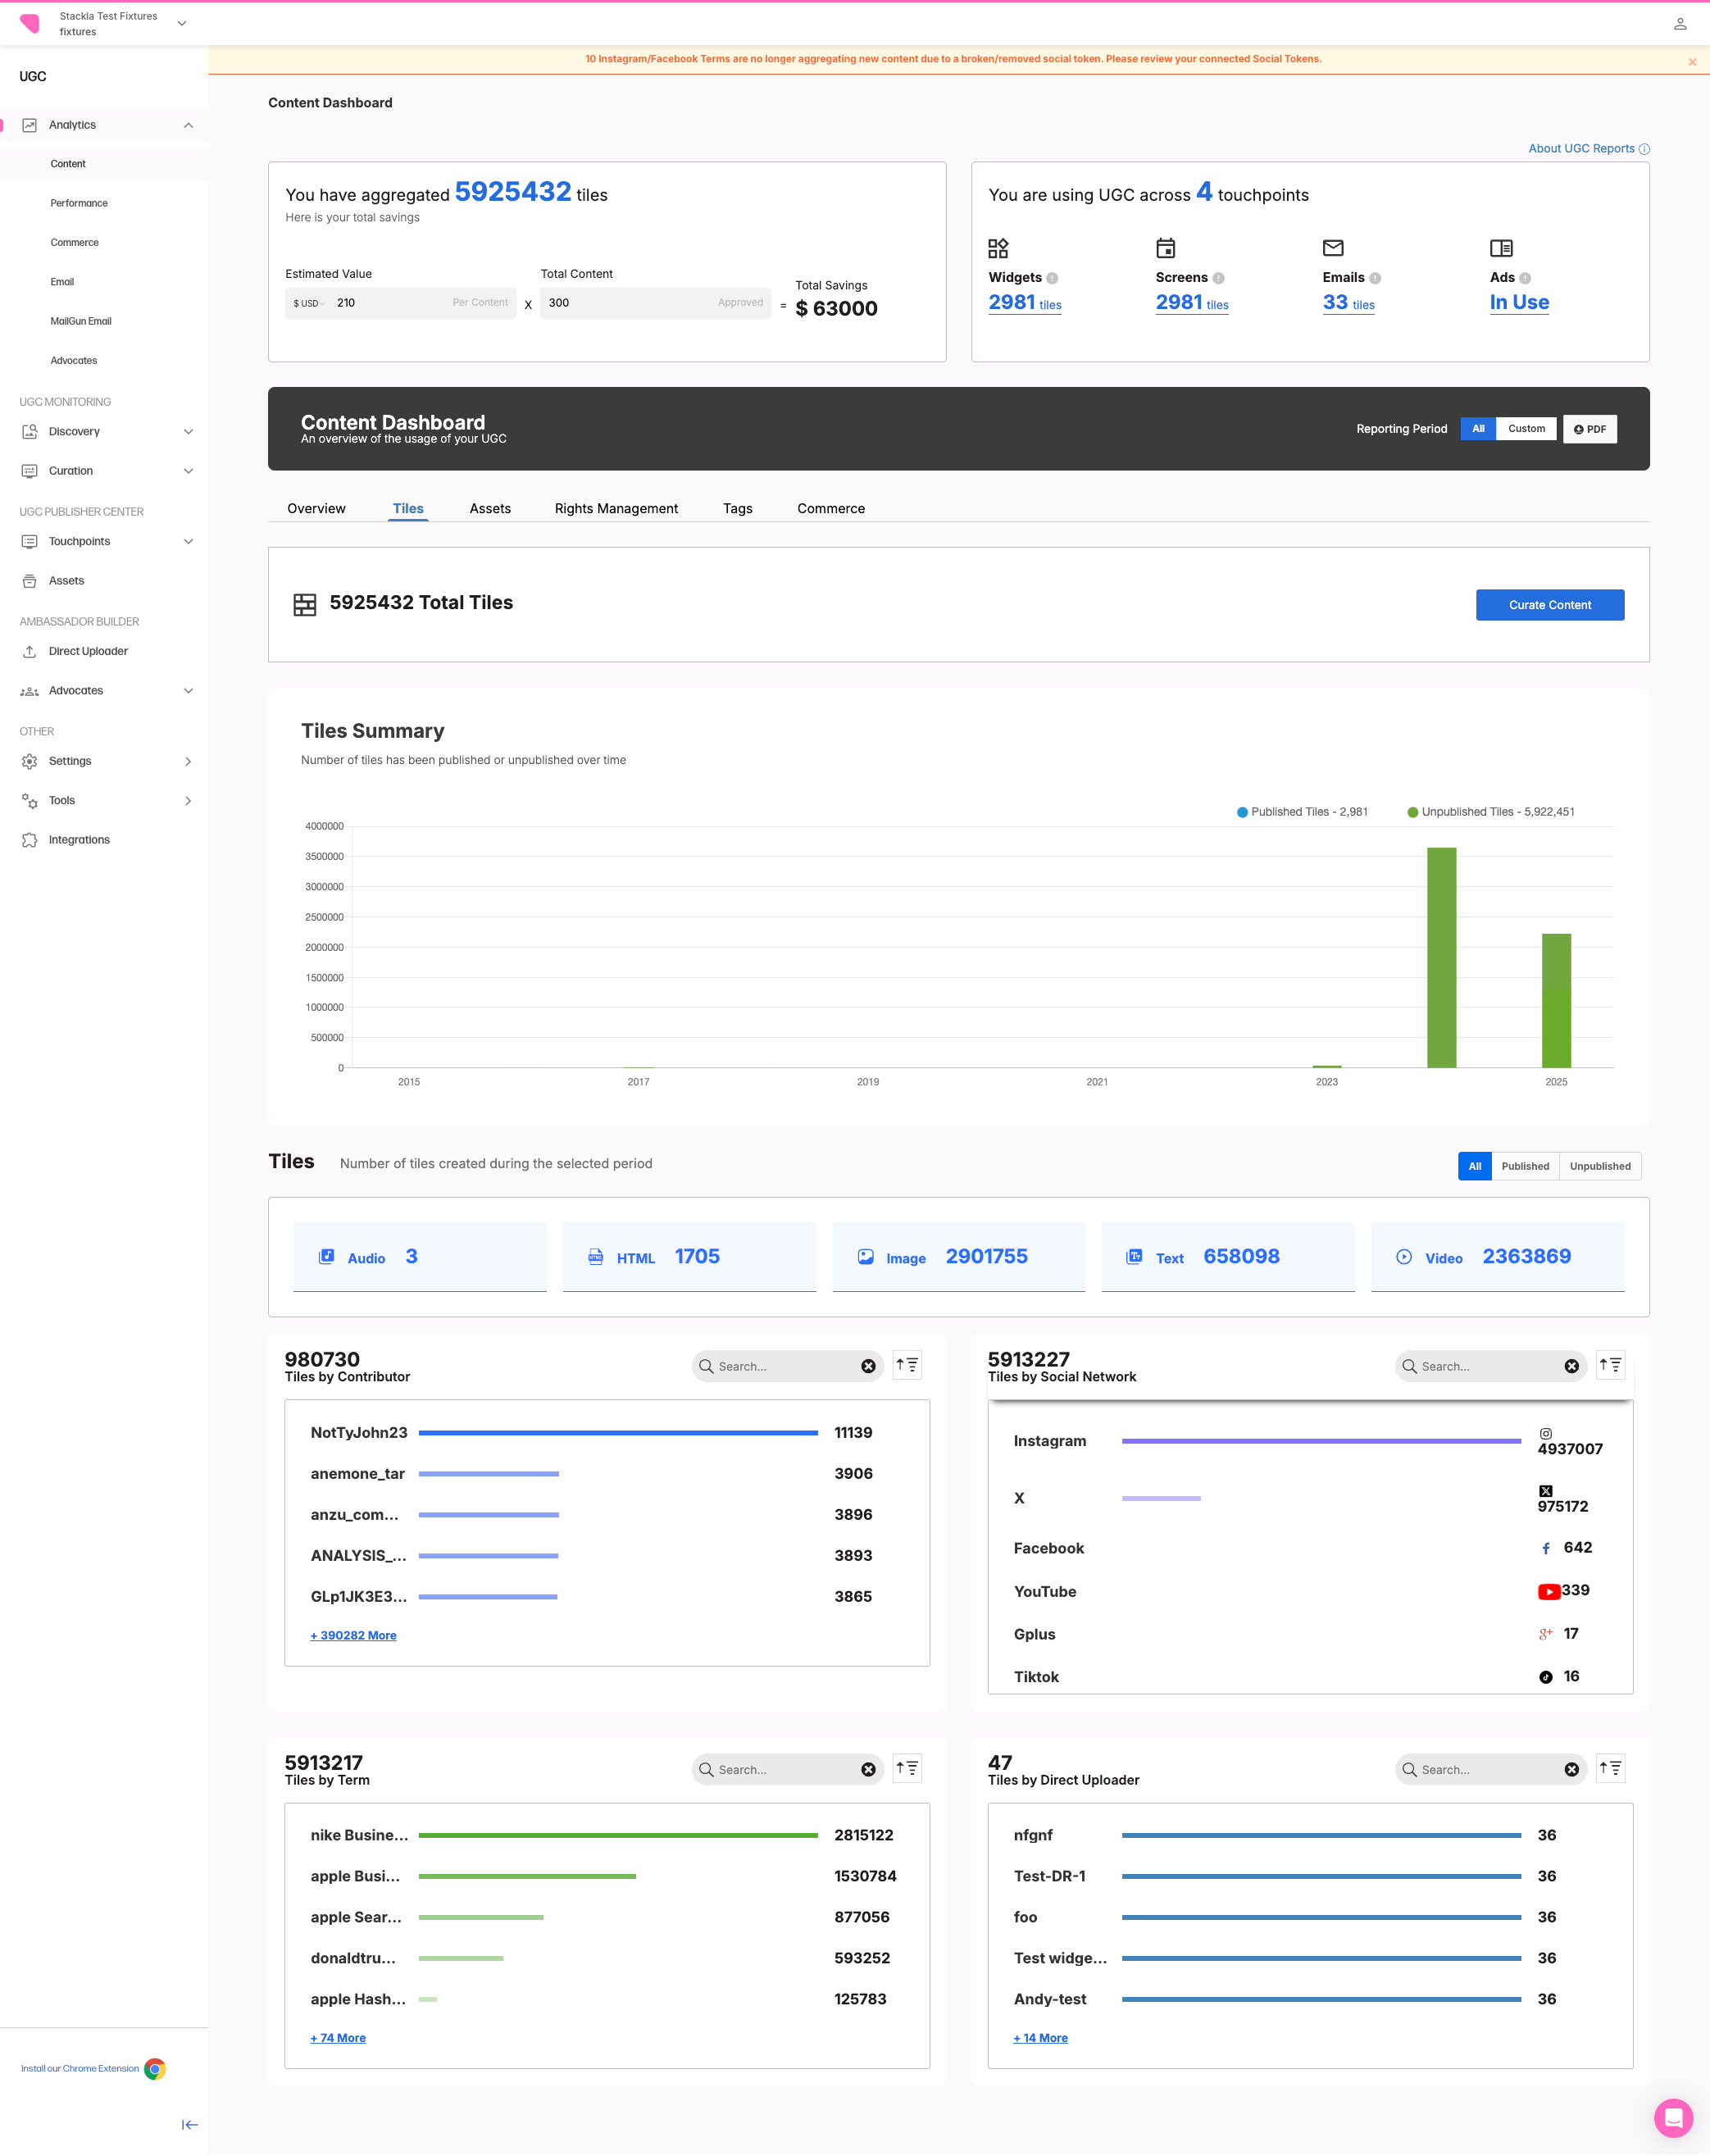 Stackla Test Fixtures
fixtures
10 Instagram/Facebook Terms are no longer aggregating new content due to a broken/removed social token. Please review your connected Social Tokens.
UGC
Analytics
Content
Performance
Commerce
Email
MailGun Email
Advocates
UGC MONITORING
Discovery
Curation
UGC PUBLISHER CENTER
Touchpoints
Assets
AMBASSADOR BUILDER
Direct Uploader
Advocates
OTHER
Settings
Tools
Integrations
Install our Chrome Extension
Content Dashboard
About UGC Reports
You have aggregated 5925432 tiles
Here is your total savings
Estimated Value
$ USD 210 Per Content
X
Total Content
300 Approved
=
Total Savings
$ 63000
You are using UGC across 4 touchpoints
Widgets
2981 tiles
Screens
2981 tiles
Emails
33 tiles
Ads
In Use
Content Dashboard
An overview of the usage of your UGC
Reporting Period All Custom PDF
Overview Tiles Assets Rights Management Tags Commerce
5925432 Total Tiles
Curate Content
Tiles Summary
Number of tiles has been published or unpublished over time
Published Tiles - 2,981 Unpublished Tiles - 5,922,451
4000000
3500000
3000000
2500000
2000000
1500000
1000000
500000
0
2015 2017 2019 2021 2023 2025
Tiles Number of tiles created during the selected period
All Published Unpublished
Audio 3
HTML 1705
Image 2901755
Text 658098
Video 2363869
980730
Tiles by Contributor
Search...
NotTyJohn23 11139
anemone_tar 3906
anzu_com... 3896
ANALYSIS_... 3893
GLp1JK3E3... 3865
+ 390282 More
5913227
Tiles by Social Network
Search...
Instagram 4937007
X 975172
Facebook 642
YouTube 339
Gplus 17
Tiktok 16
5913217
Tiles by Term
Search...
nike Busine... 2815122
apple Busi... 1530784
apple Sear... 877056
donaldtru... 593252
apple Hash... 125783
+ 74 More
47
Tiles by Direct Uploader
Search...
nfgnf 36
Test-DR-1 36
foo 36
Test widge... 36
Andy-test 36
+ 14 More